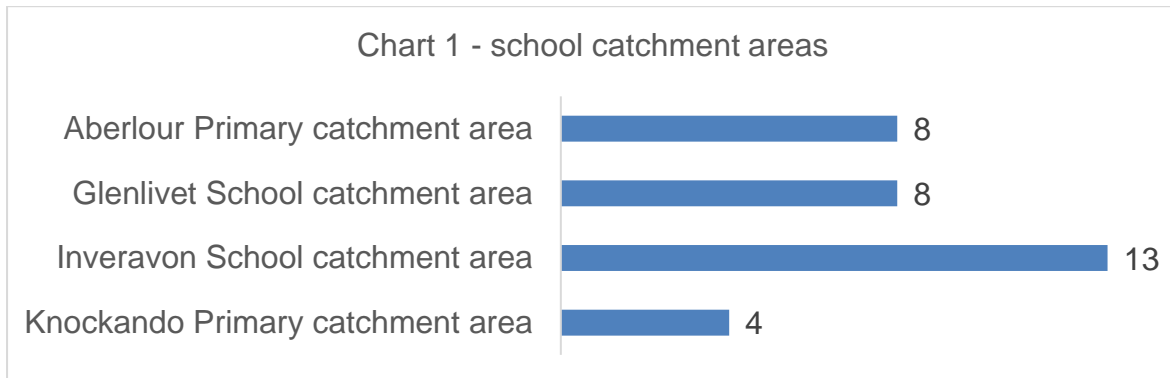 Chart 1 - school catchment areas
Aberlour Primary catchment area 8
Glenlivet School catchment area 8
Inveravon School catchment area 13
Knockando Primary catchment area 4